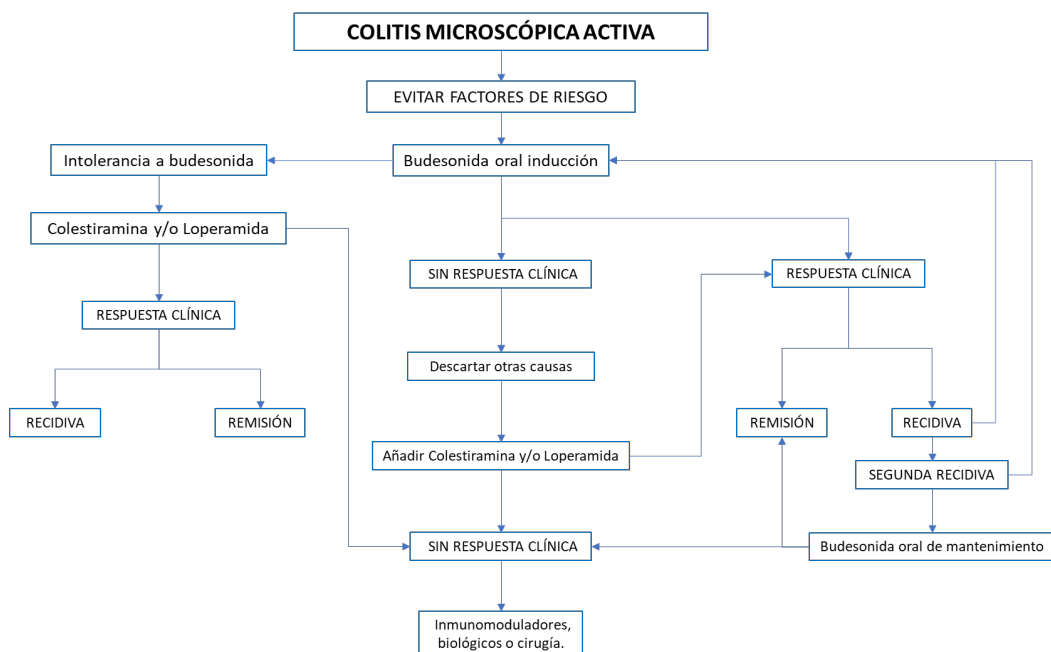 COLITIS MICROSCÓPICA ACTIVA
EVITAR FACTORES DE RIESGO
Intolerancia a budesonida
Budesonida oral inducción
Colestiramina y/o Loperamida
SIN RESPUESTA CLÍNICA
RESPUESTA CLÍNICA
RESPUESTA CLÍNICA
Descartar otras causas
RECIDIVA
REMISIÓN
REMISIÓN
RECIDIVA
Añadir Colestiramina y/o Loperamida
SEGUNDA RECIDIVA
SIN RESPUESTA CLÍNICA
Budesonida oral de mantenimiento
Inmunomoduladores,
biológicos o cirugía.